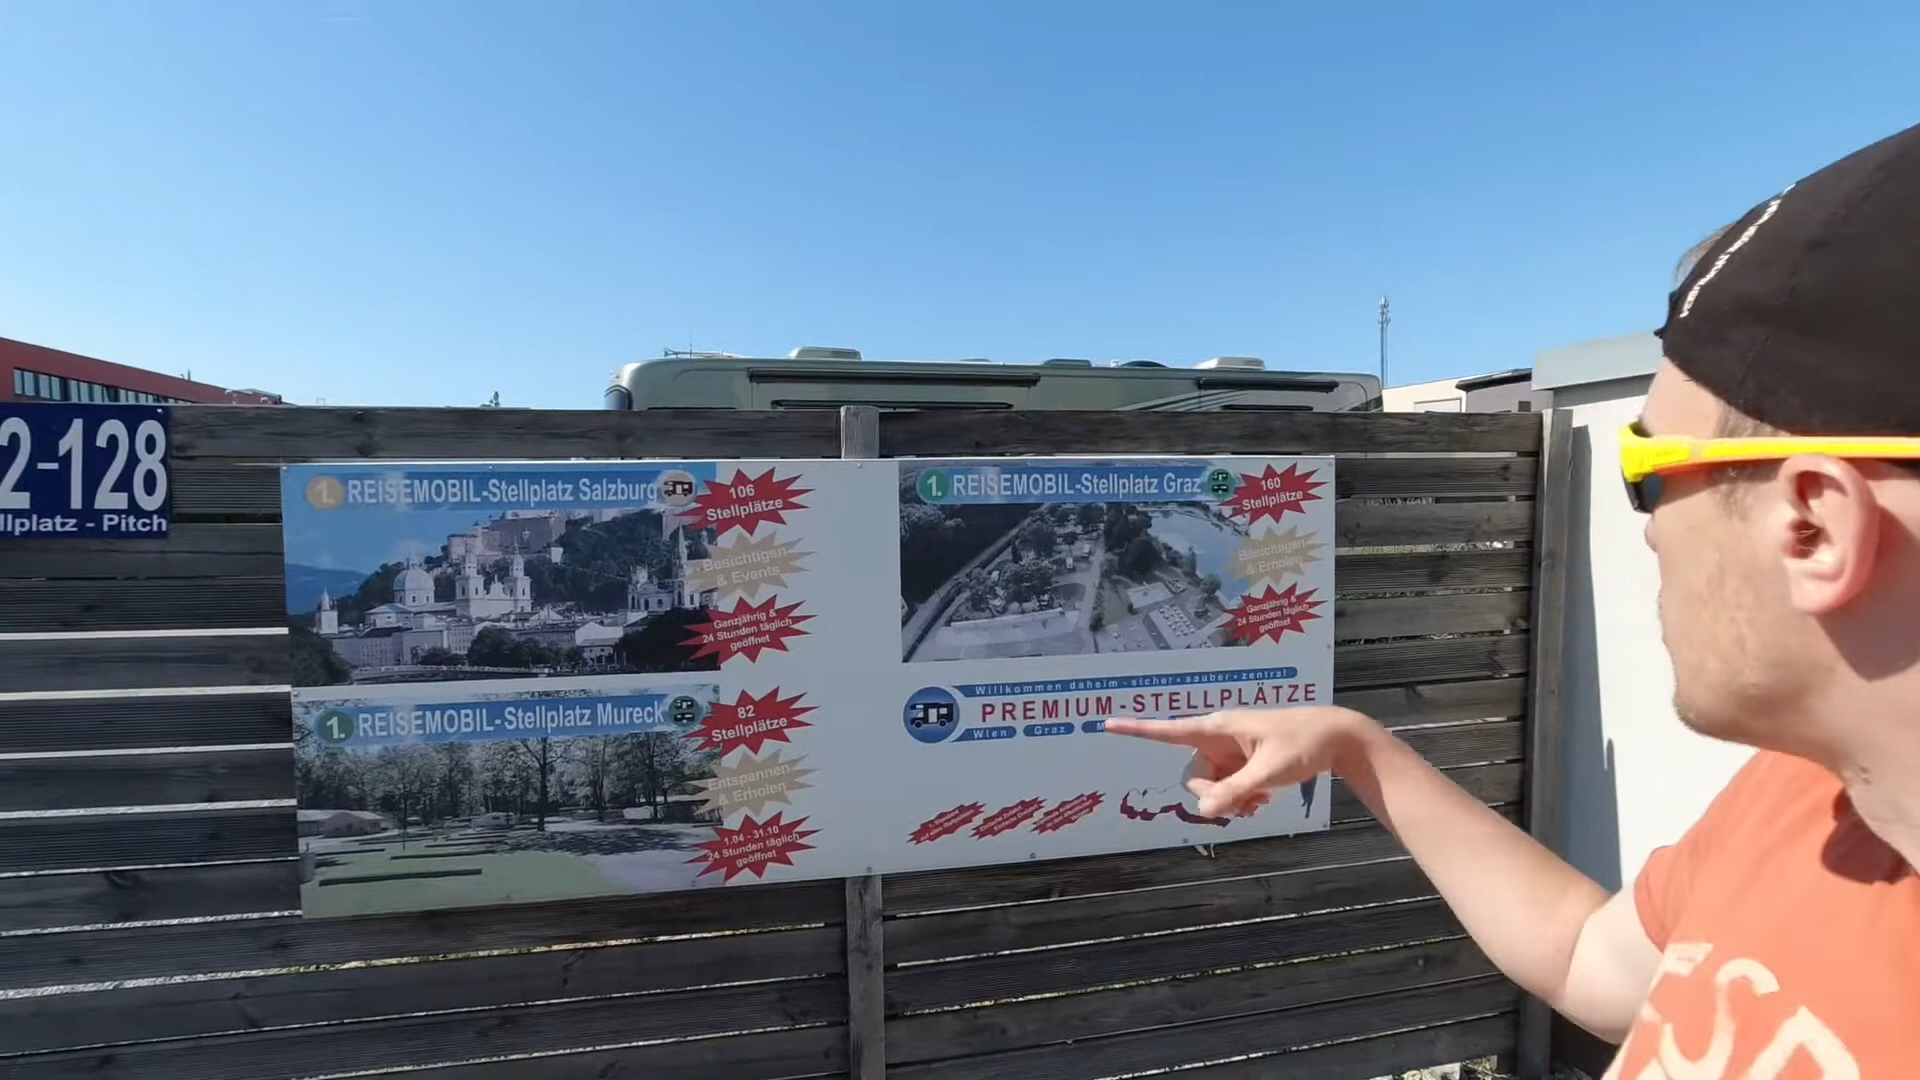 2-128
llplatz - Pitch
1. REISEMOBIL-Stellplatz Salzburg
106
Stellplätze
Besichtigen
& Events
Ganzjährig &
24 Stunden täglich
geöffnet
1. REISEMOBIL-Stellplatz Mureck
82
Stellplätze
Entspannen
& Erholen
1.04 - 31.10
24 Stunden täglich
geöffnet
1. REISEMOBIL-Stellplatz Graz
160
Stellplätze
Besichtigen
& Erholen
Ganzjährig &
24 Stunden täglich
geöffnet
Willkommen daheim - sicher • sauber • zentral
PREMIUM-STELLPLÄTZE
Wien Graz M